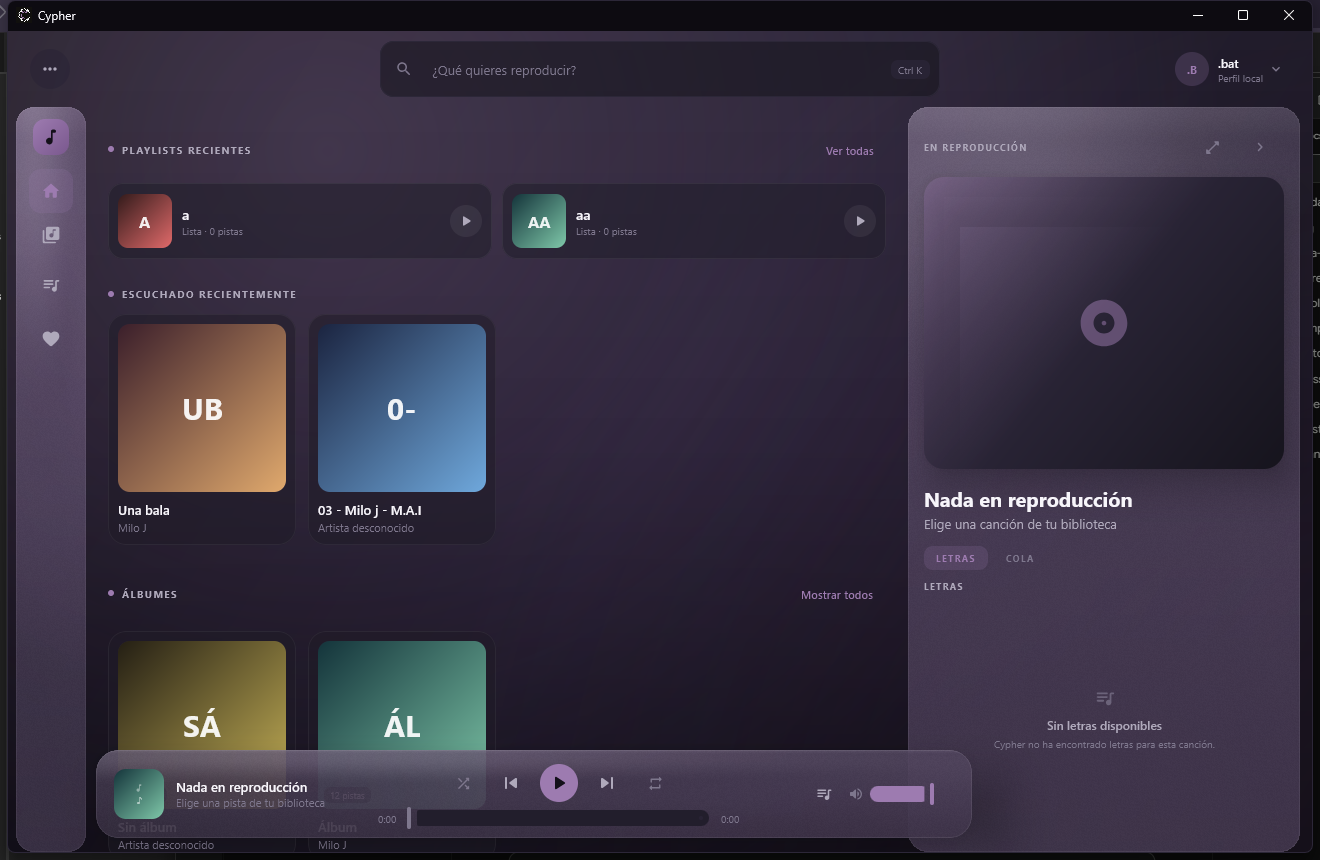 Cypher
¿Qué quieres reproducir?
Ctrl K
.B
.bat
Perfil local
PLAYLISTS RECIENTES
Ver todas
A
a
Lista · 0 pistas
AA
aa
Lista · 0 pistas
ESCUCHADO RECIENTEMENTE
UB
Una bala
Milo J
0-
03 - Milo j - M.A.I
Artista desconocido
ÁLBUMES
Mostrar todos
SÁ
ÁL
12 pistas
Sin álbum
Artista desconocido
Álbum
Milo J
EN REPRODUCCIÓN
Nada en reproducción
Elige una canción de tu biblioteca
LETRAS
COLA
LETRAS
Sin letras disponibles
Cypher no ha encontrado letras para esta canción.
Nada en reproducción
Elige una pista de tu biblioteca
0:00
0:00